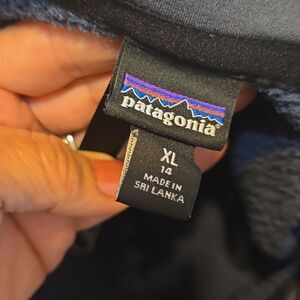 patagonia
XL
14
MADE IN
SRI LANKA